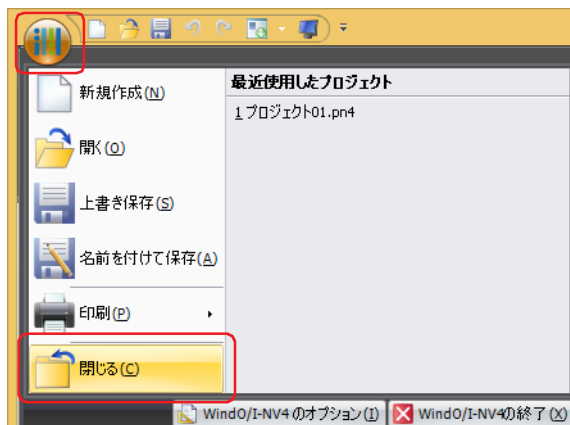 最近使用したプロジェクト
1 プロジェクト01.pn4
新規作成(N)
開く(O)
上書き保存(S)
名前を付けて保存(A)
印刷(P)
閉じる(C)
WindO/I-NV4 のオプション(I)
WindO/I-NV4の終了(X)